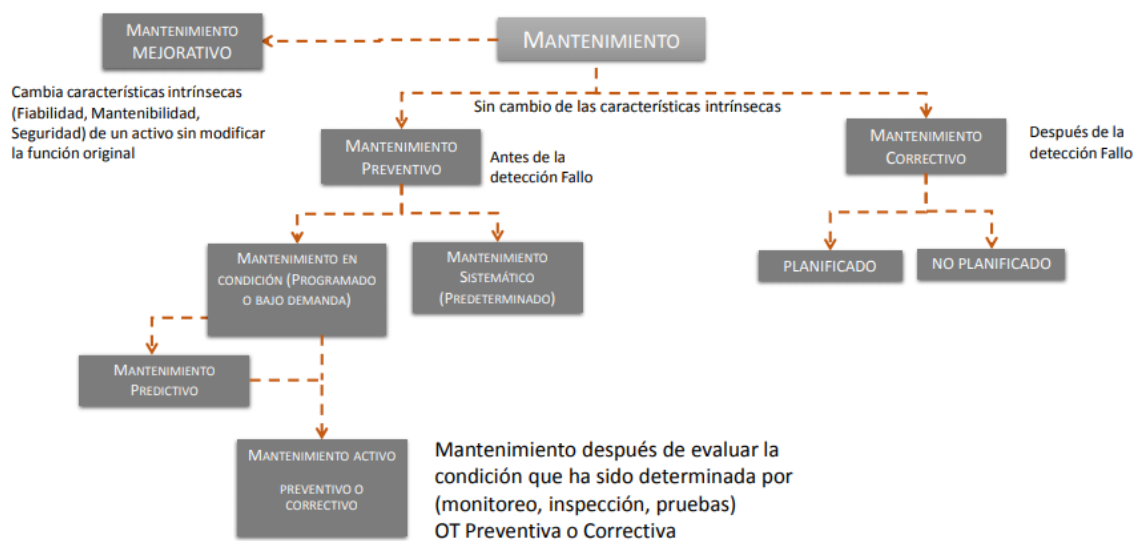 MANTENIMIENTO
MEJORATIVO
MANTENIMIENTO
Cambia características intrínsecas
(Fiabilidad, Mantenibilidad,
Seguridad) de un activo sin modificar
la función original
Sin cambio de las características intrínsecas
MANTENIMIENTO
PREVENTIVO
Antes de la
detección Fallo
MANTENIMIENTO
CORRECTIVO
Después de la
detección Fallo
MANTENIMIENTO EN
CONDICIÓN (PROGRAMADO
O BAJO DEMANDA)
MANTENIMIENTO
SISTEMÁTICO
(PREDETERMINADO)
PLANIFICADO
NO PLANIFICADO
MANTENIMIENTO
PREDICTIVO
MANTENIMIENTO ACTIVO
PREVENTIVO O
CORRECTIVO
Mantenimiento después de evaluar la
condición que ha sido determinada por
(monitoreo, inspección, pruebas)
OT Preventiva o Correctiva